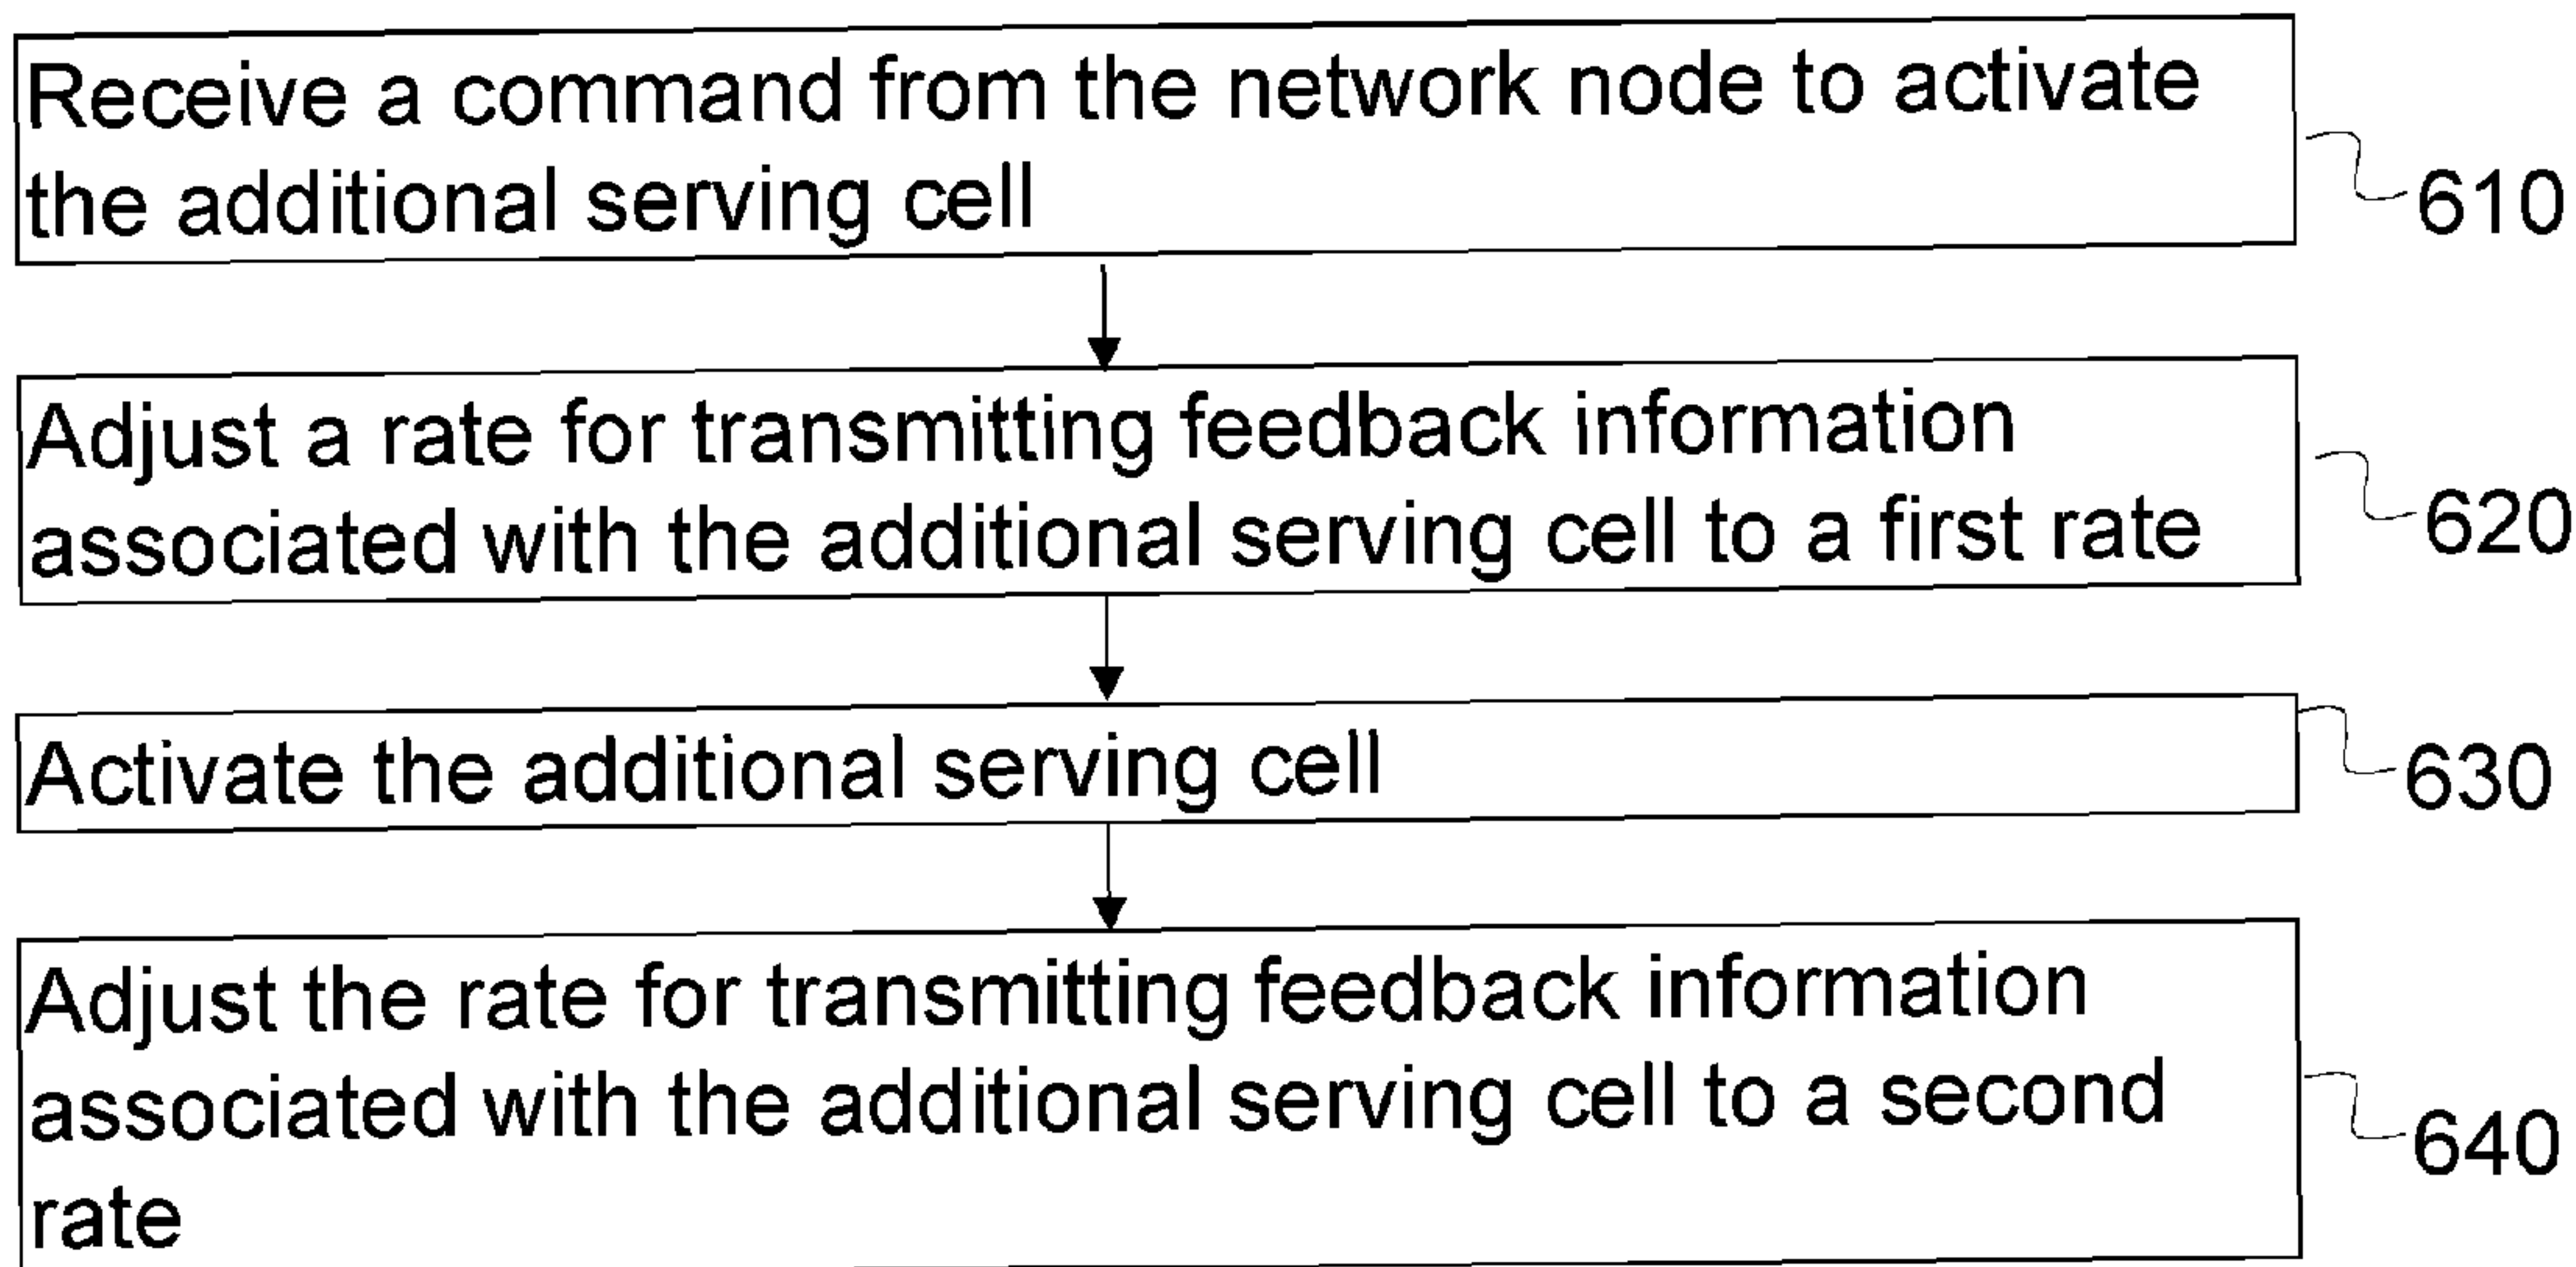 Receive a command from the network node to activate
the additional serving cell
610
Adjust a rate for transmitting feedback information
associated with the additional serving cell to a first rate
620
Activate the additional serving cell
630
Adjust the rate for transmitting feedback information
associated with the additional serving cell to a second
rate
640